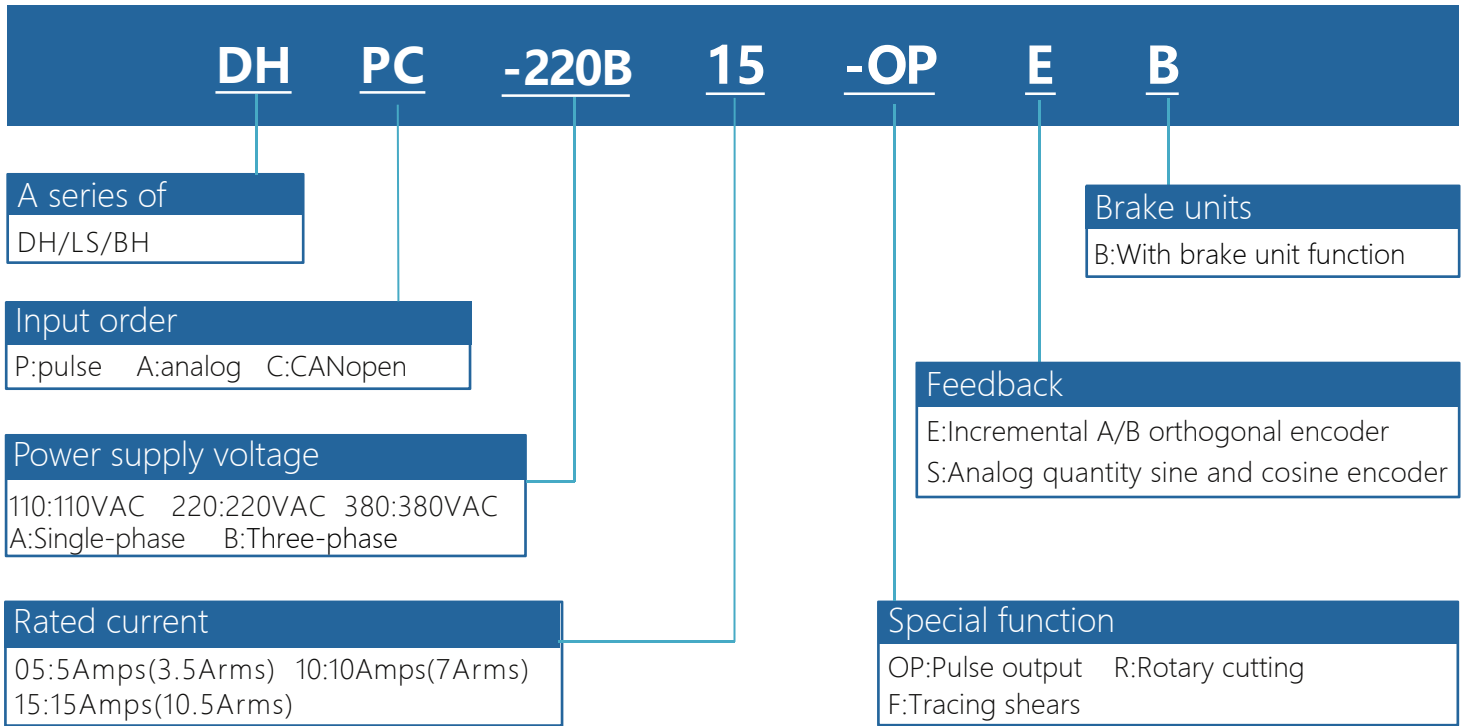 DH PC -220B 15 -OP E B
A series of
DH/LS/BH
Input order
P:pulse A:analog C:CANopen
Power supply voltage
110:110VAC 220:220VAC 380:380VAC
A:Single-phase B:Three-phase
Rated current
05:5Amps(3.5Arms) 10:10Amps(7Arms)
15:15Amps(10.5Arms)
Brake units
B:With brake unit function
Feedback
E:Incremental A/B orthogonal encoder
S:Analog quantity sine and cosine encoder
Special function
OP:Pulse output R:Rotary cutting
F:Tracing shears